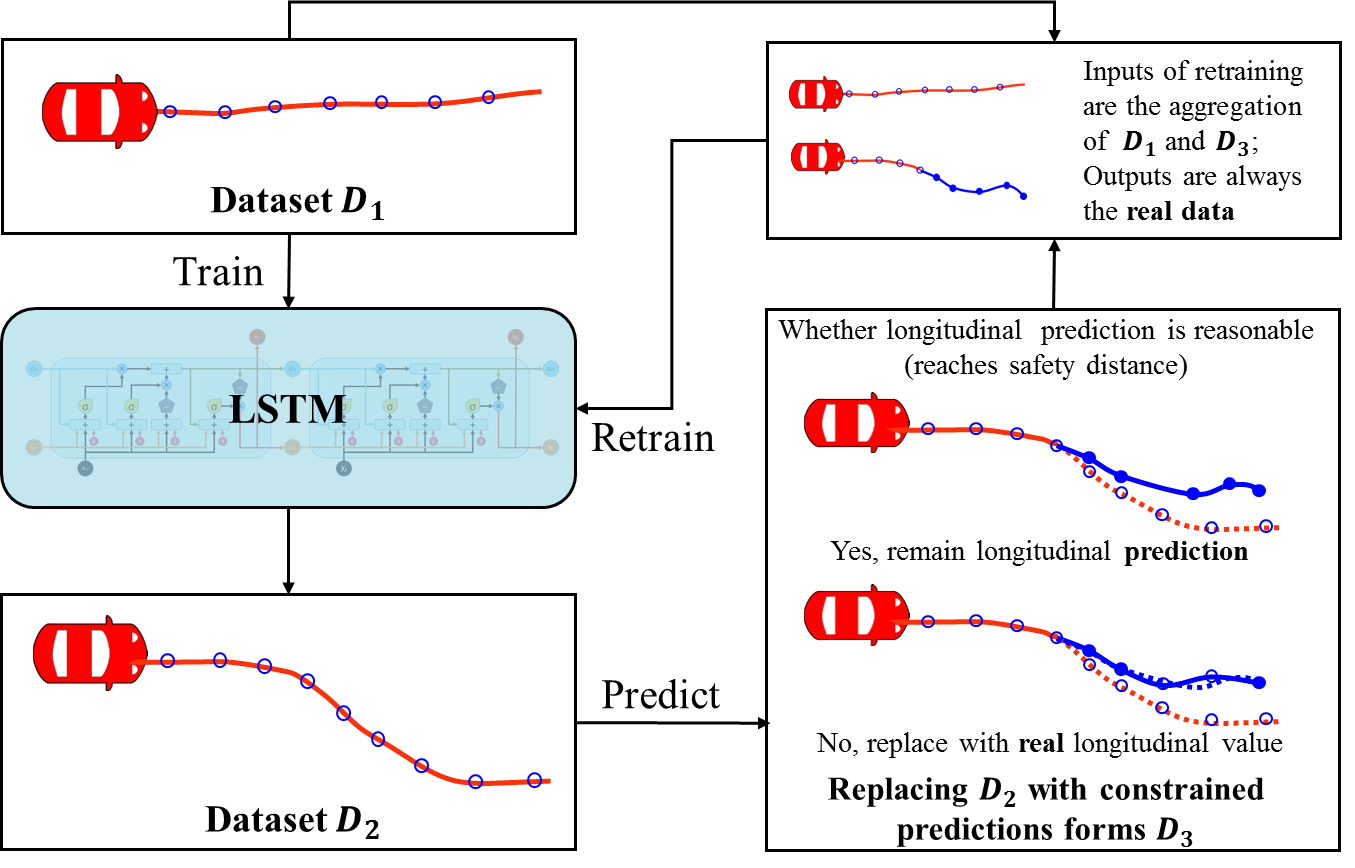 Dataset D₁
Train
LSTM
σ
σ
σ
σ
σ
σ
Retrain
Dataset D₂
Predict
Inputs of retraining
are the aggregation
of D₁ and D₃;
Outputs are always
the real data
Whether longitudinal prediction is reasonable
(reaches safety distance)
Yes, remain longitudinal prediction
No, replace with real longitudinal value
Replacing D₂ with constrained
predictions forms D₃